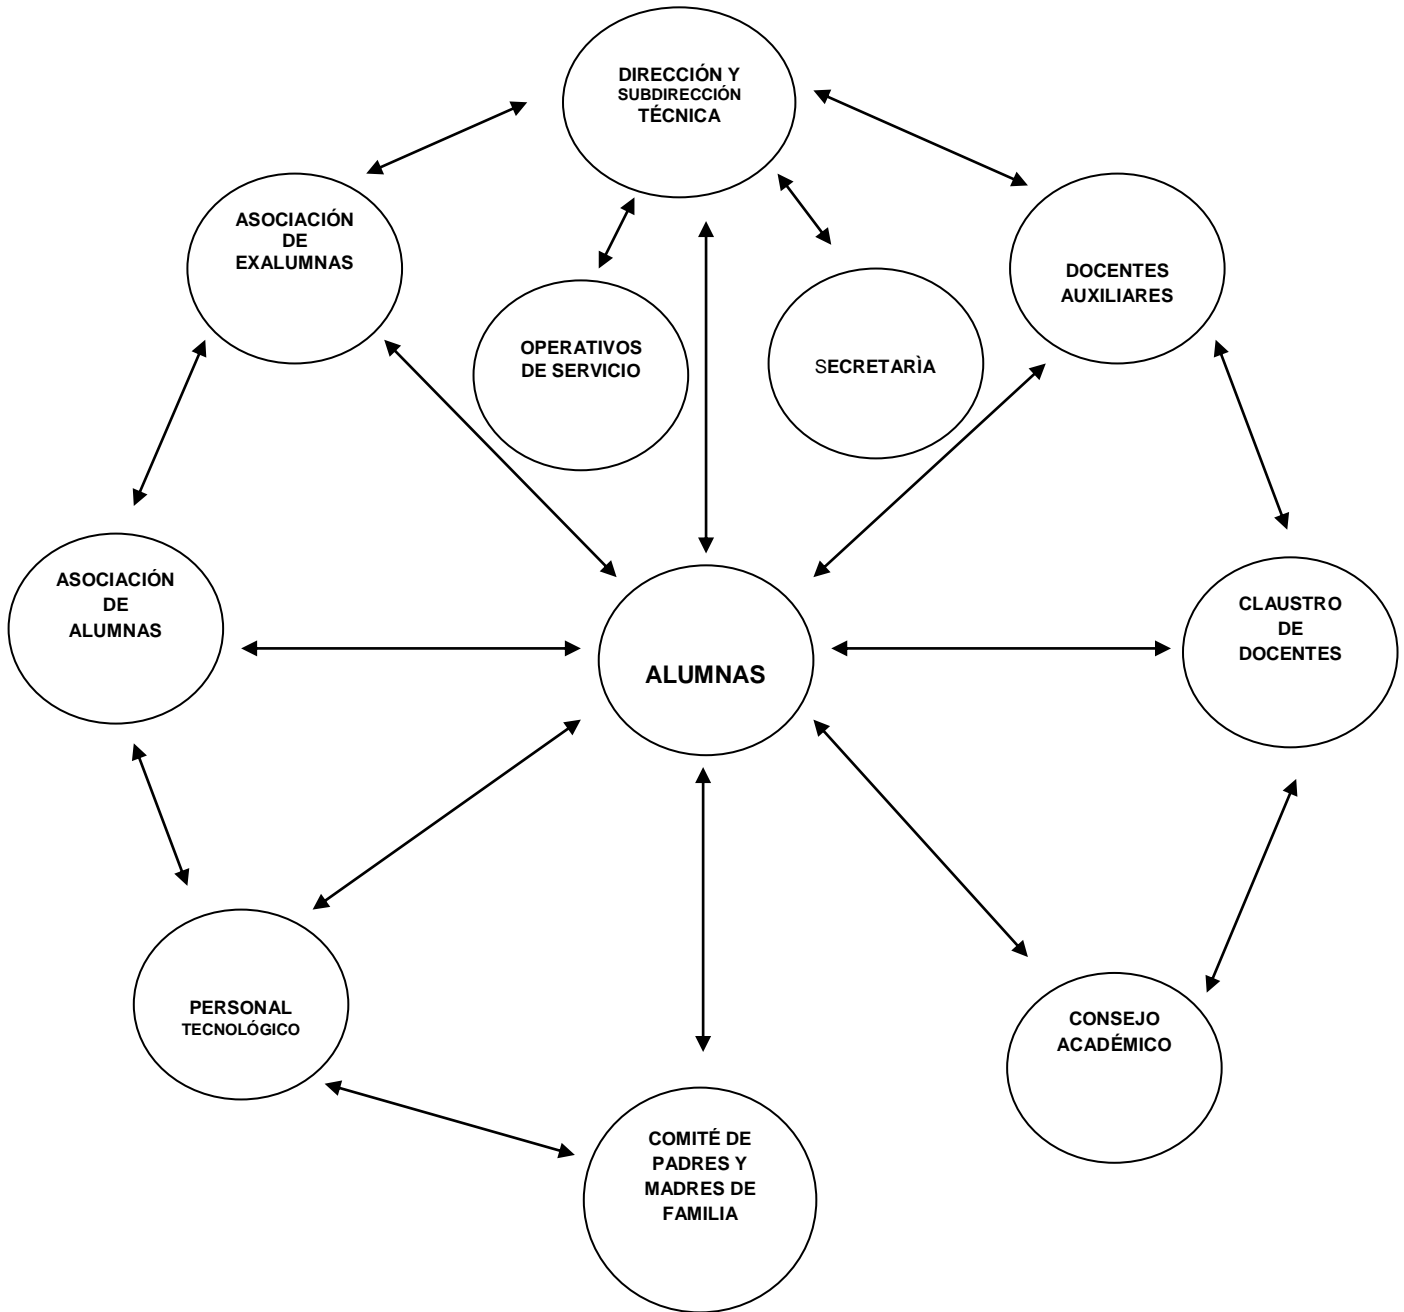 DIRECCIÓN Y
SUBDIRECCIÓN
TÉCNICA
ASOCIACIÓN
DE
EXALUMNAS
DOCENTES
AUXILIARES
OPERATIVOS
DE SERVICIO
SECRETARÌA
ASOCIACIÓN
DE
ALUMNAS
ALUMNAS
CLAUSTRO
DE
DOCENTES
PERSONAL
TECNOLÓGICO
CONSEJO
ACADÉMICO
COMITÉ DE
PADRES Y
MADRES DE
FAMILIA